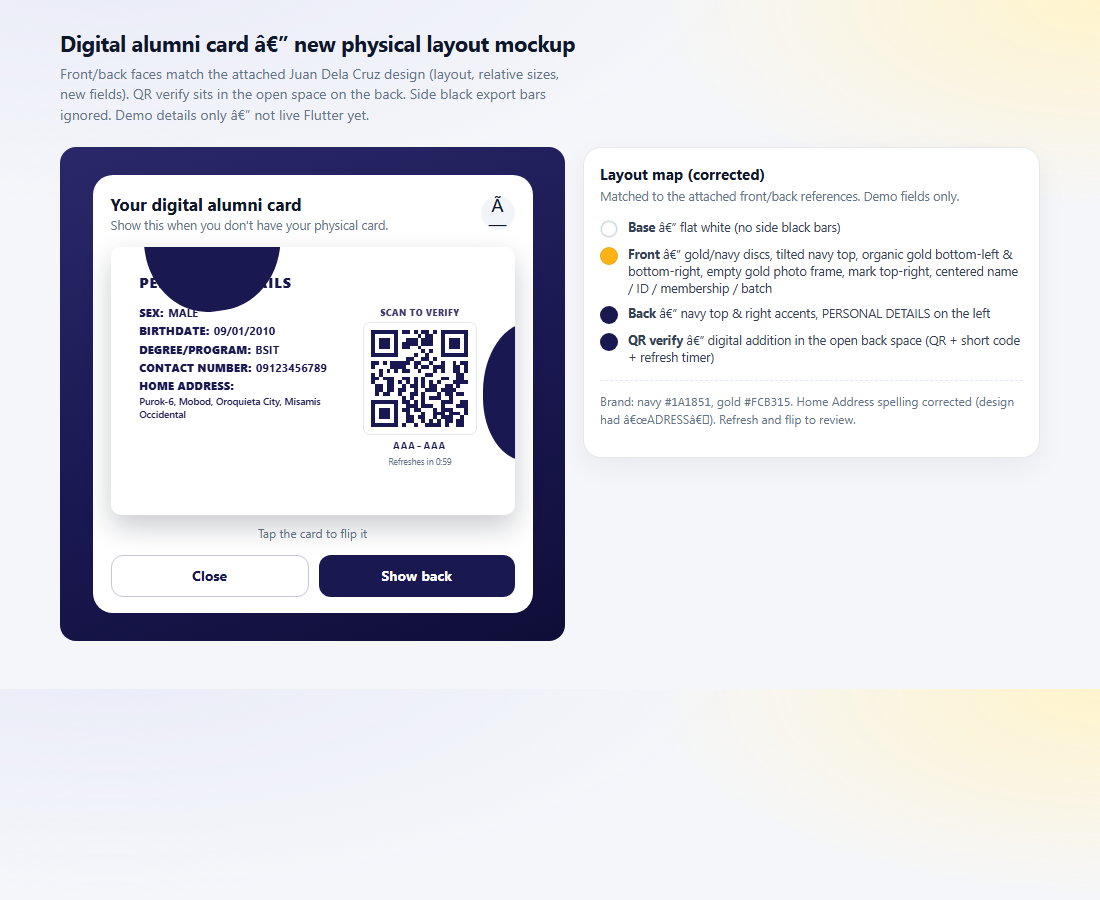 Digital alumni card â€” new physical layout mockup
Front/back faces match the attached Juan Dela Cruz design (layout, relative sizes,
new fields). QR verify sits in the open space on the back. Side black export bars
ignored. Demo details only â€” not live Flutter yet.
Your digital alumni card
Show this when you don't have your physical card.
Ã
SEX: MALE
BIRTHDATE: 09/01/2010
DEGREE/PROGRAM: BSIT
CONTACT NUMBER: 09123456789
HOME ADDRESS:
Purok-6, Mobod, Oroquieta City, Misamis
Occidental
SCAN TO VERIFY
AAA-AAA
Refreshes in 0:59
Tap the card to flip it
Close
Show back
Layout map (corrected)
Matched to the attached front/back references. Demo fields only.
Base â€” flat white (no side black bars)
Front â€” gold/navy discs, tilted navy top, organic gold bottom-left &
bottom-right, empty gold photo frame, mark top-right, centered name
/ ID / membership / batch
Back â€” navy top & right accents, PERSONAL DETAILS on the left
QR verify â€” digital addition in the open back space (QR + short code
+ refresh timer)
Brand: navy #1A1851, gold #FCB315. Home Address spelling corrected (design
had â€œADRESSâ€). Refresh and flip to review.